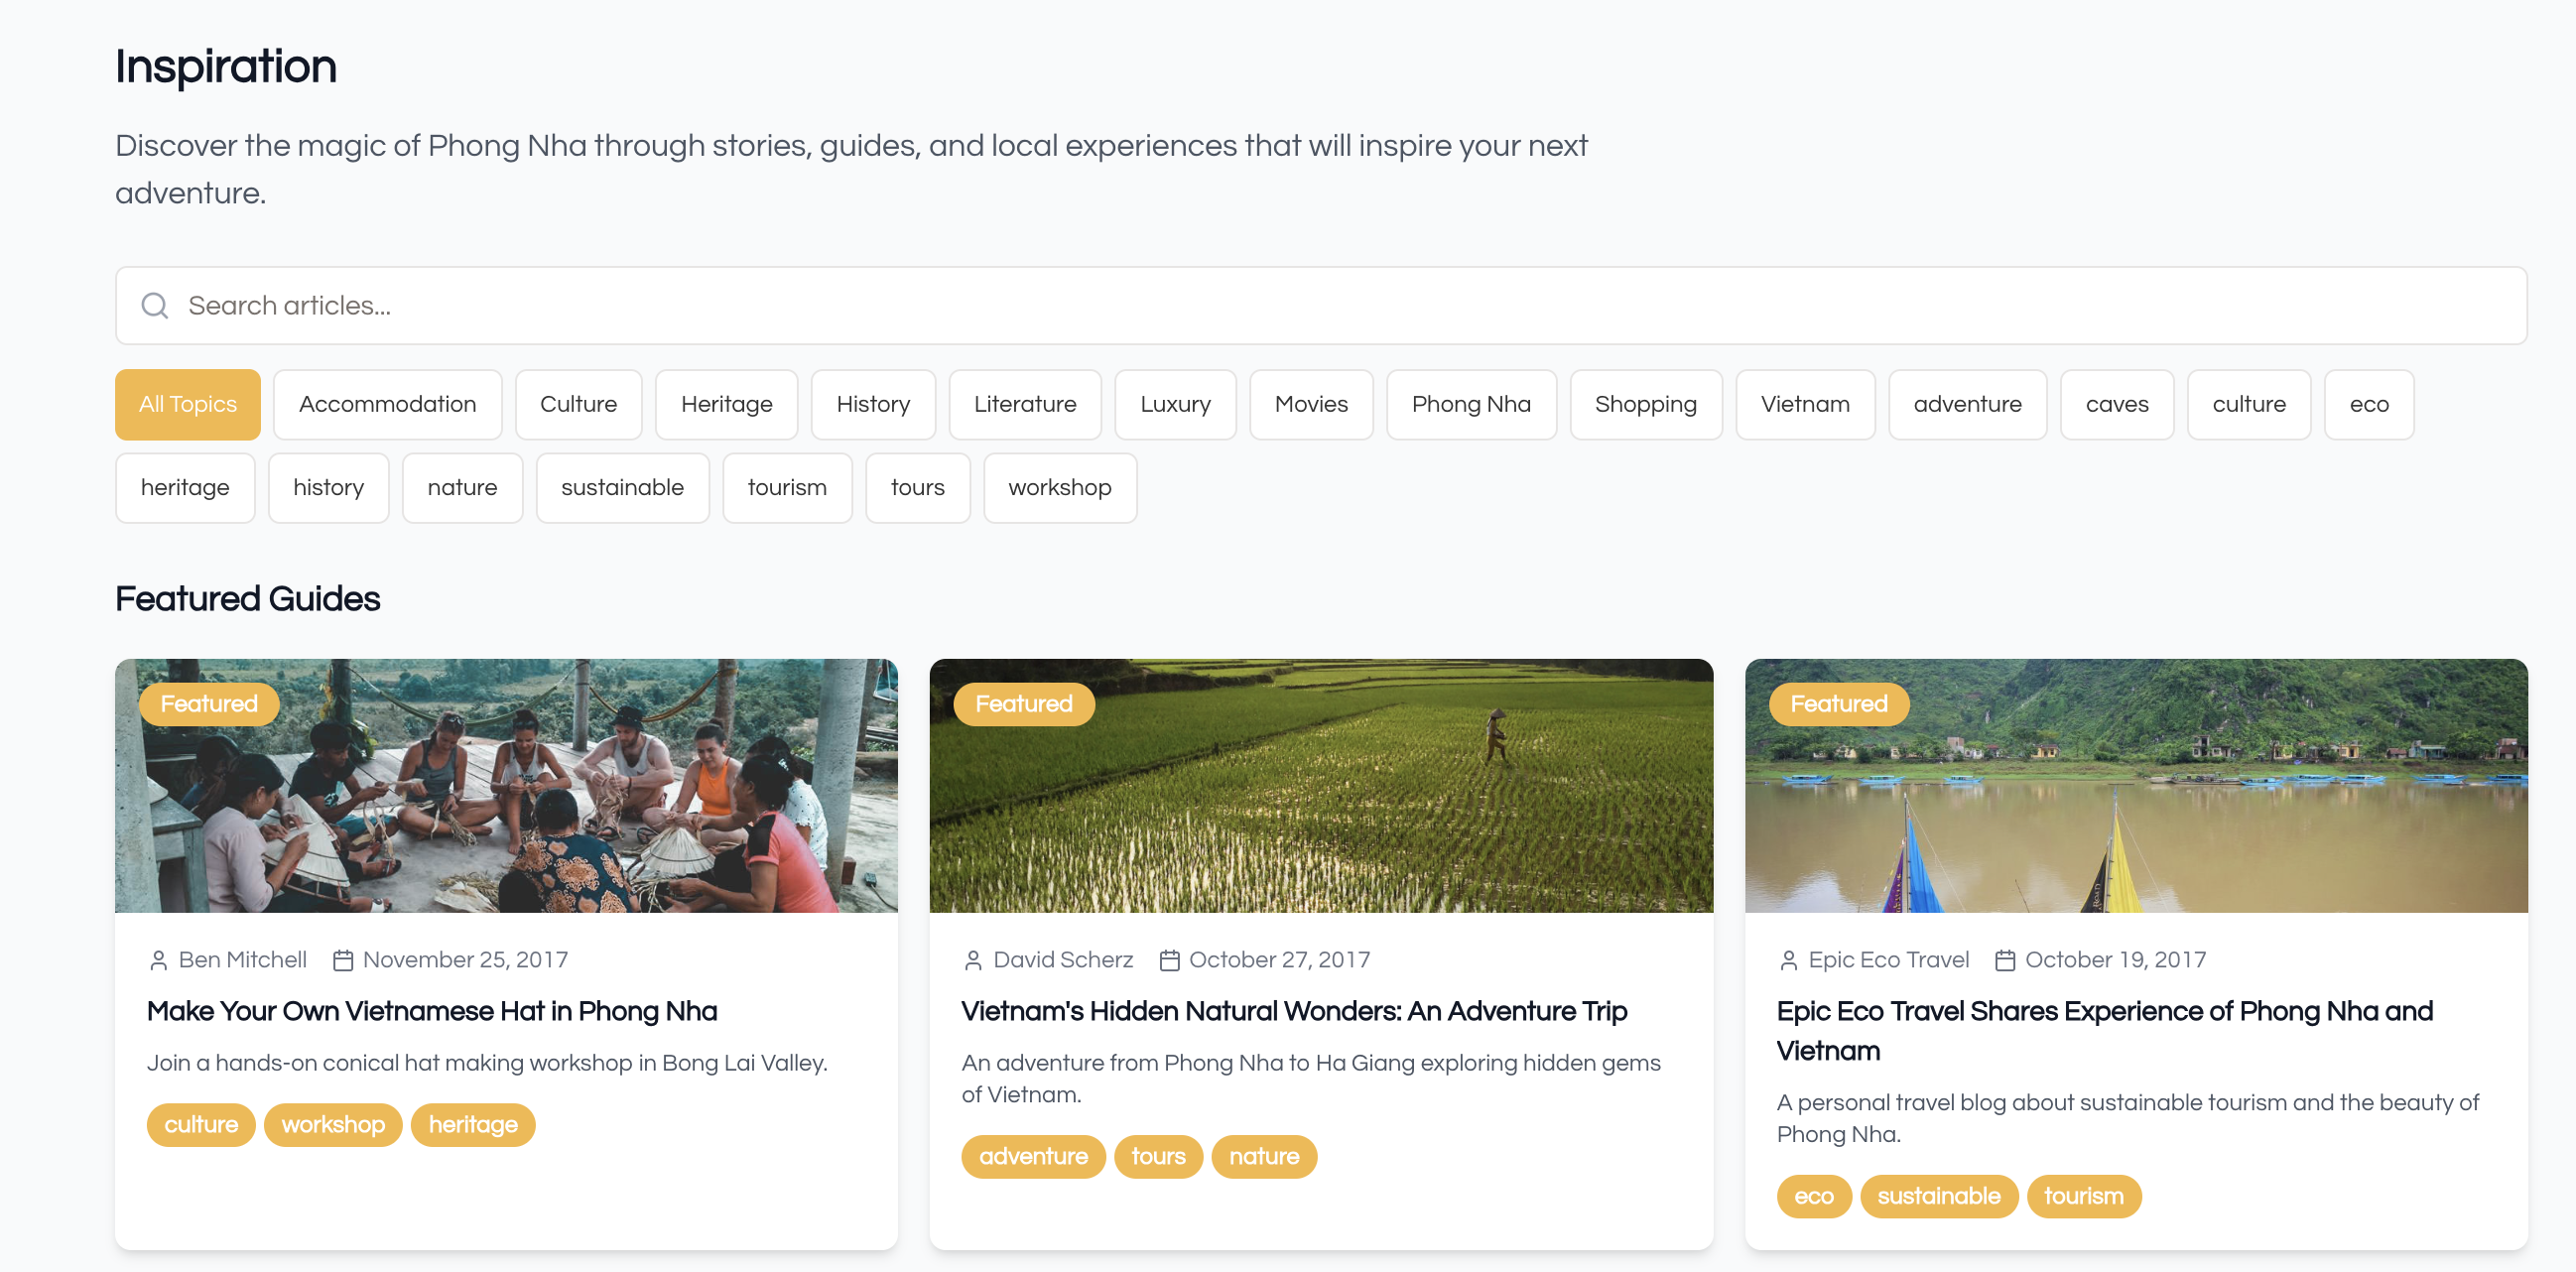 Inspiration
Discover the magic of Phong Nha through stories, guides, and local experiences that will inspire your next
adventure.
Search articles...
All Topics Accommodation Culture Heritage History Literature Luxury Movies Phong Nha Shopping Vietnam adventure caves culture eco
heritage history nature sustainable tourism tours workshop
Featured Guides
Featured
Ben Mitchell November 25, 2017
Make Your Own Vietnamese Hat in Phong Nha
Join a hands-on conical hat making workshop in Bong Lai Valley.
culture workshop heritage
Featured
David Scherz October 27, 2017
Vietnam's Hidden Natural Wonders: An Adventure Trip
An adventure from Phong Nha to Ha Giang exploring hidden gems
of Vietnam.
adventure tours nature
Featured
Epic Eco Travel October 19, 2017
Epic Eco Travel Shares Experience of Phong Nha and
Vietnam
A personal travel blog about sustainable tourism and the beauty of
Phong Nha.
eco sustainable tourism